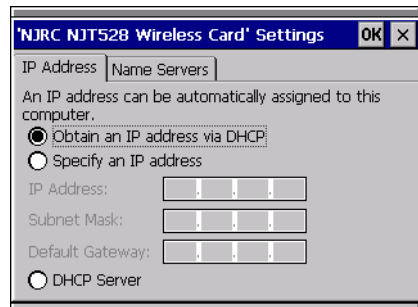 'NJRC NJT528 Wireless Card' Settings OK ×
IP Address Name Servers
An IP address can be automatically assigned to this
computer.
Obtain an IP address via DHCP
Specify an IP address
IP Address:
Subnet Mask:
Default Gateway:
DHCP Server